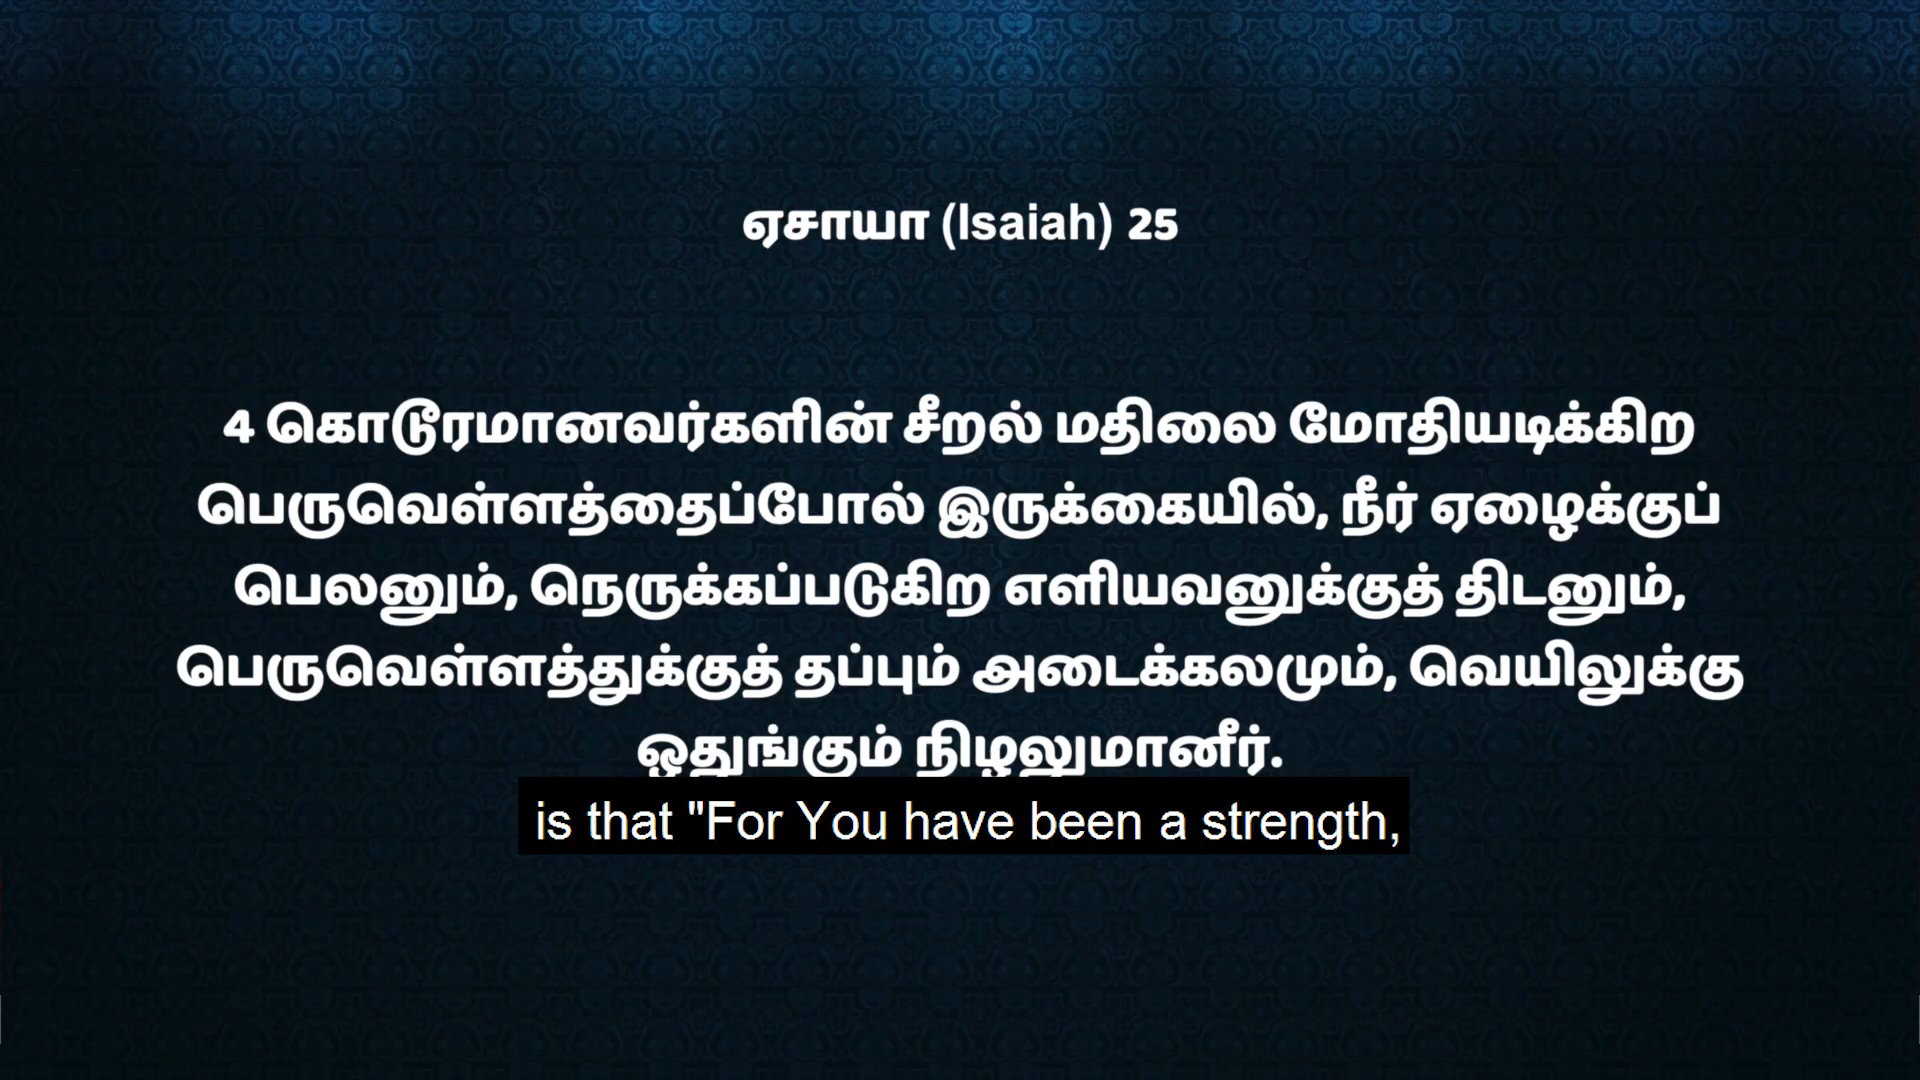 ஏசாயா (Isaiah) 25
4 கொடூரமானவர்களின் சீறல் மதிலை மோதியடிக்கிற
பெருவெள்ளத்தைப்போல் இருக்கையில், நீர் ஏழைக்குப்
பெலனும், நெருக்கப்படுகிற எளியவனுக்குத் திடனும்,
பெருவெள்ளத்துக்குத் தப்பும் அடைக்கலமும், வெயிலுக்கு
ஒதுங்கும் நிழலுமானீர்.
is that "For You have been a strength,